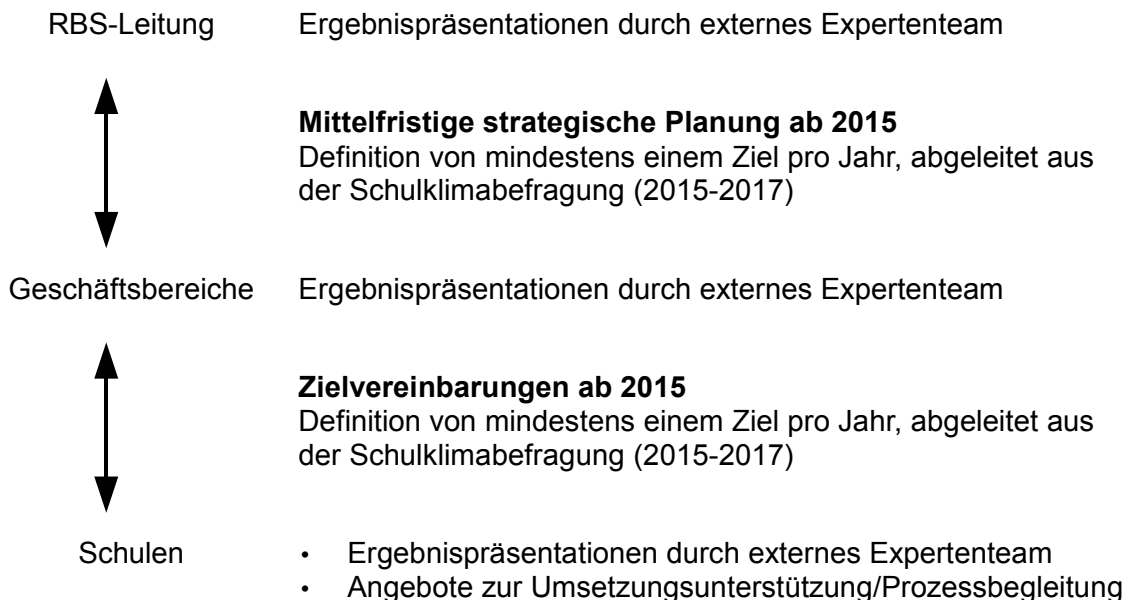 RBS-Leitung Ergebnispräsentationen durch externes Expertenteam
Mittelfristige strategische Planung ab 2015
Definition von mindestens einem Ziel pro Jahr, abgeleitet aus
der Schulklimabefragung (2015-2017)
Geschäftsbereiche Ergebnispräsentationen durch externes Expertenteam
Zielvereinbarungen ab 2015
Definition von mindestens einem Ziel pro Jahr, abgeleitet aus
der Schulklimabefragung (2015-2017)
Schulen • Ergebnispräsentationen durch externes Expertenteam
• Angebote zur Umsetzungsunterstützung/Prozessbegleitung